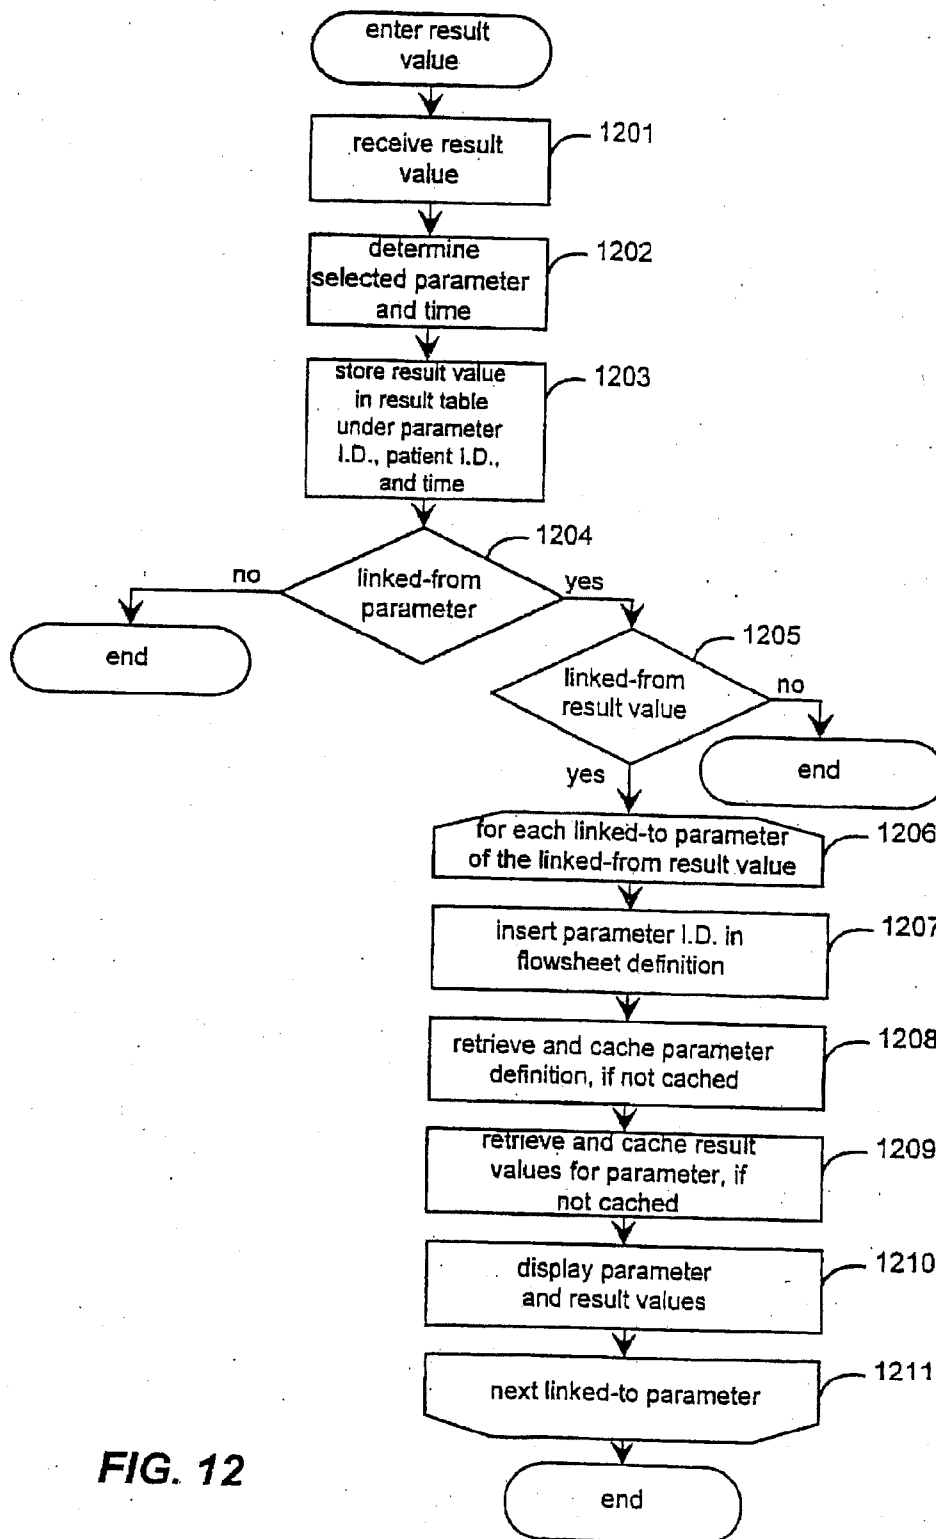 enter result
value
receive result
value
1201
determine
selected parameter
and time
1202
store result value
in result table
under parameter
I.D., patient I.D.,
and time
1203
1204
linked-from
parameter
no
yes
end
1205
linked-from
result value
no
end
yes
for each linked-to parameter
of the linked-from result value
1206
insert parameter I.D. in
flowsheet definition
1207
retrieve and cache parameter
definition, if not cached
1208
retrieve and cache result
values for parameter, if
not cached
1209
display parameter
and result values
1210
next linked-to parameter
1211
end
FIG. 12